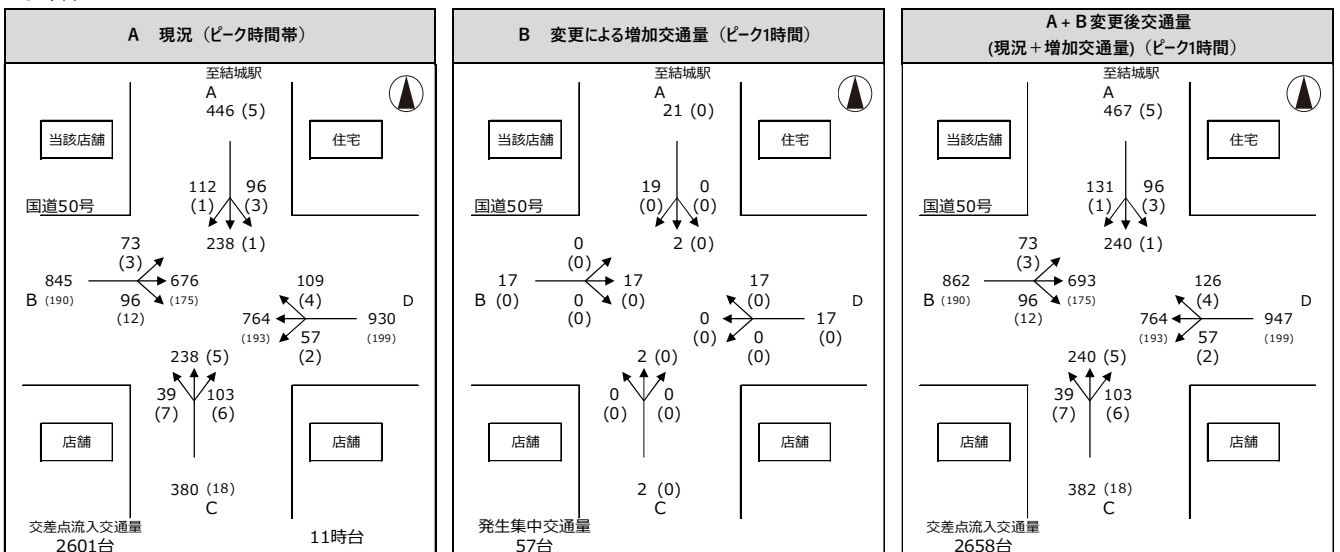 A　現況（ピーク時間帯）
至結城駅
A
446 (5)
当該店舗
住宅
112 96
(1) (3)
国道50号
238 (1)
73
(3)
845 676
B (190) (175)
96
(12)
109
(4)
D
764 930
(193) (199)
57
(2)
238 (5)
39 103
(7) (6)
店舗
店舗
380 (18)
C
交差点流入交通量
2601台
11時台
B　変更による増加交通量（ピーク1時間）
至結城駅
A
21 (0)
当該店舗
住宅
19 0
(0) (0)
国道50号
2 (0)
0
(0)
17 17
B (0) (0)
0
(0)
17
(0)
D
0 17
(0) (0)
0
(0)
2 (0)
0 0
(0) (0)
店舗
店舗
2 (0)
C
発生集中交通量
57台
A + B 変更後交通量
(現況＋増加交通量)（ピーク1時間）
至結城駅
A
467 (5)
当該店舗
住宅
131 96
(1) (3)
国道50号
240 (1)
73
(3)
862 693
B (190) (175)
96
(12)
126
(4)
D
764 947
(193) (199)
57
(2)
240 (5)
39 103
(7) (6)
店舗
店舗
382 (18)
C
交差点流入交通量
2658台